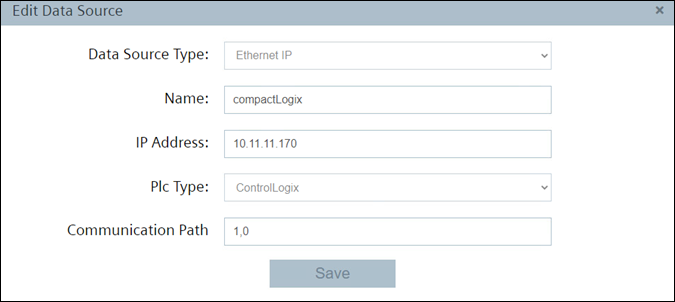 Edit Data Source ×
Data Source Type: Ethernet IP
Name: compactLogix
IP Address: 10.11.11.170
Plc Type: ControlLogix
Communication Path 1,0
Save